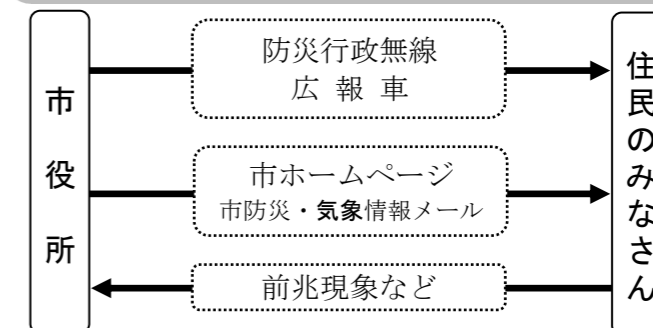 市役所
防災行政無線
広報車
市ホームページ
市防災・気象情報メール
前兆現象など
住民のみなさん